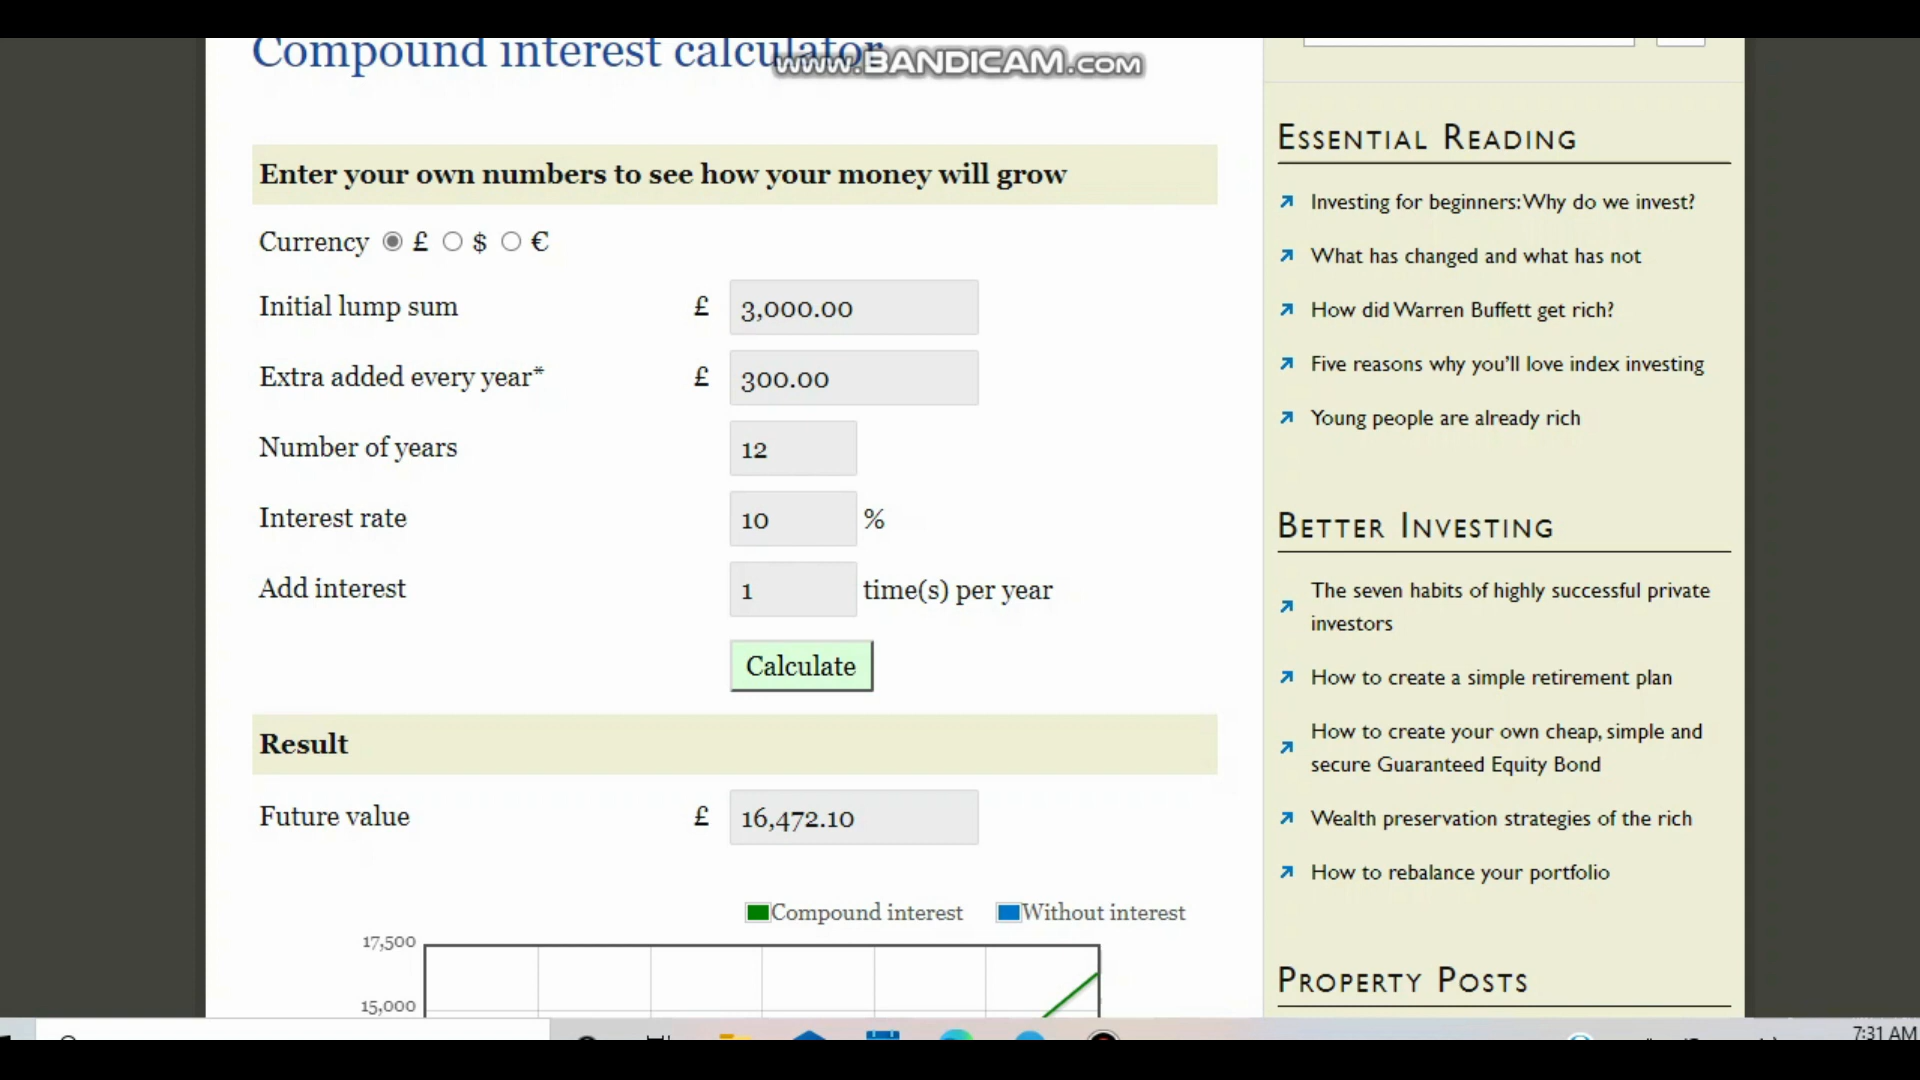 Compound interest calculator
www.BANDICAM.com
Enter your own numbers to see how your money will grow
Currency £ $ €
Initial lump sum £ 3,000.00
Extra added every year* £ 300.00
Number of years 12
Interest rate 10 %
Add interest 1 time(s) per year
Calculate
Result
Future value £ 16,472.10
Compound interest Without interest
17,500
15,000
ESSENTIAL READING
Investing for beginners: Why do we invest?
What has changed and what has not
How did Warren Buffett get rich?
Five reasons why you'll love index investing
Young people are already rich
BETTER INVESTING
The seven habits of highly successful private
investors
How to create a simple retirement plan
How to create your own cheap, simple and
secure Guaranteed Equity Bond
Wealth preservation strategies of the rich
How to rebalance your portfolio
PROPERTY POSTS
7:31 AM